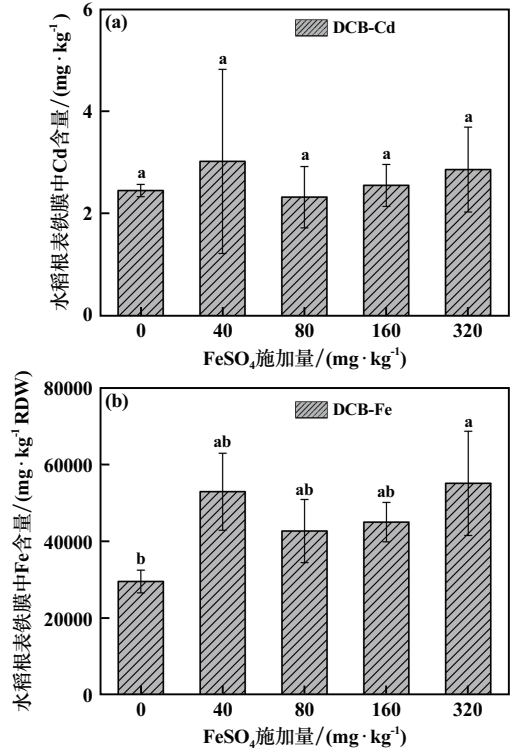 (a)
DCB-Cd
水稻根表铁膜中Cd含量/(mg·kg⁻¹)
6
4
2
0
a a a a a
0 40 80 160 320
FeSO₄施加量/(mg·kg⁻¹)
(b)
DCB-Fe
水稻根表铁膜中Fe含量/(mg·kg⁻¹ RDW)
80000
60000
40000
20000
0
b ab ab ab a
0 40 80 160 320
FeSO₄施加量/(mg·kg⁻¹)